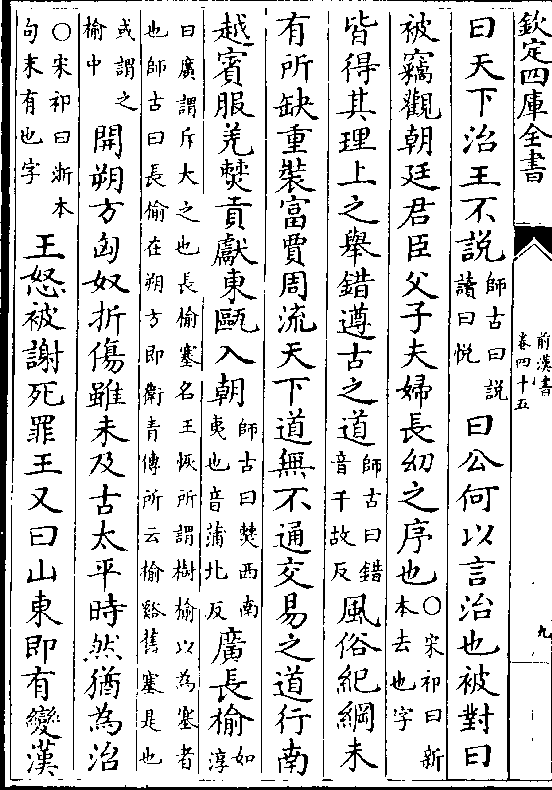 欽定四庫全書
前漢書
卷四十五
九
曰天下治王不說師古曰說讀曰悅曰公何以言治也被對曰
被竊觀朝廷君臣父子夫婦長幼之序也○宋祁曰新本去也字
皆得其理上之舉錯遵古之道師古曰錯音千故反風俗紀綱未
有所缺重裝富賈周流天下道無不通交易之道行南
越賓服羌僰貢獻東甌入朝師古曰僰西南夷也音蒲北反廣長榆如淳
曰廣謂斥大之也長榆塞名王恢所謂樹榆以為塞者
也師古曰長榆在朔方即衛青傳所云榆谿舊塞是也
或謂之榆中開朔方匈奴折傷雖未及古太平時然猶為治
○宋祁曰浙本句末有也字王怒被謝死罪王又曰山東即有變漢